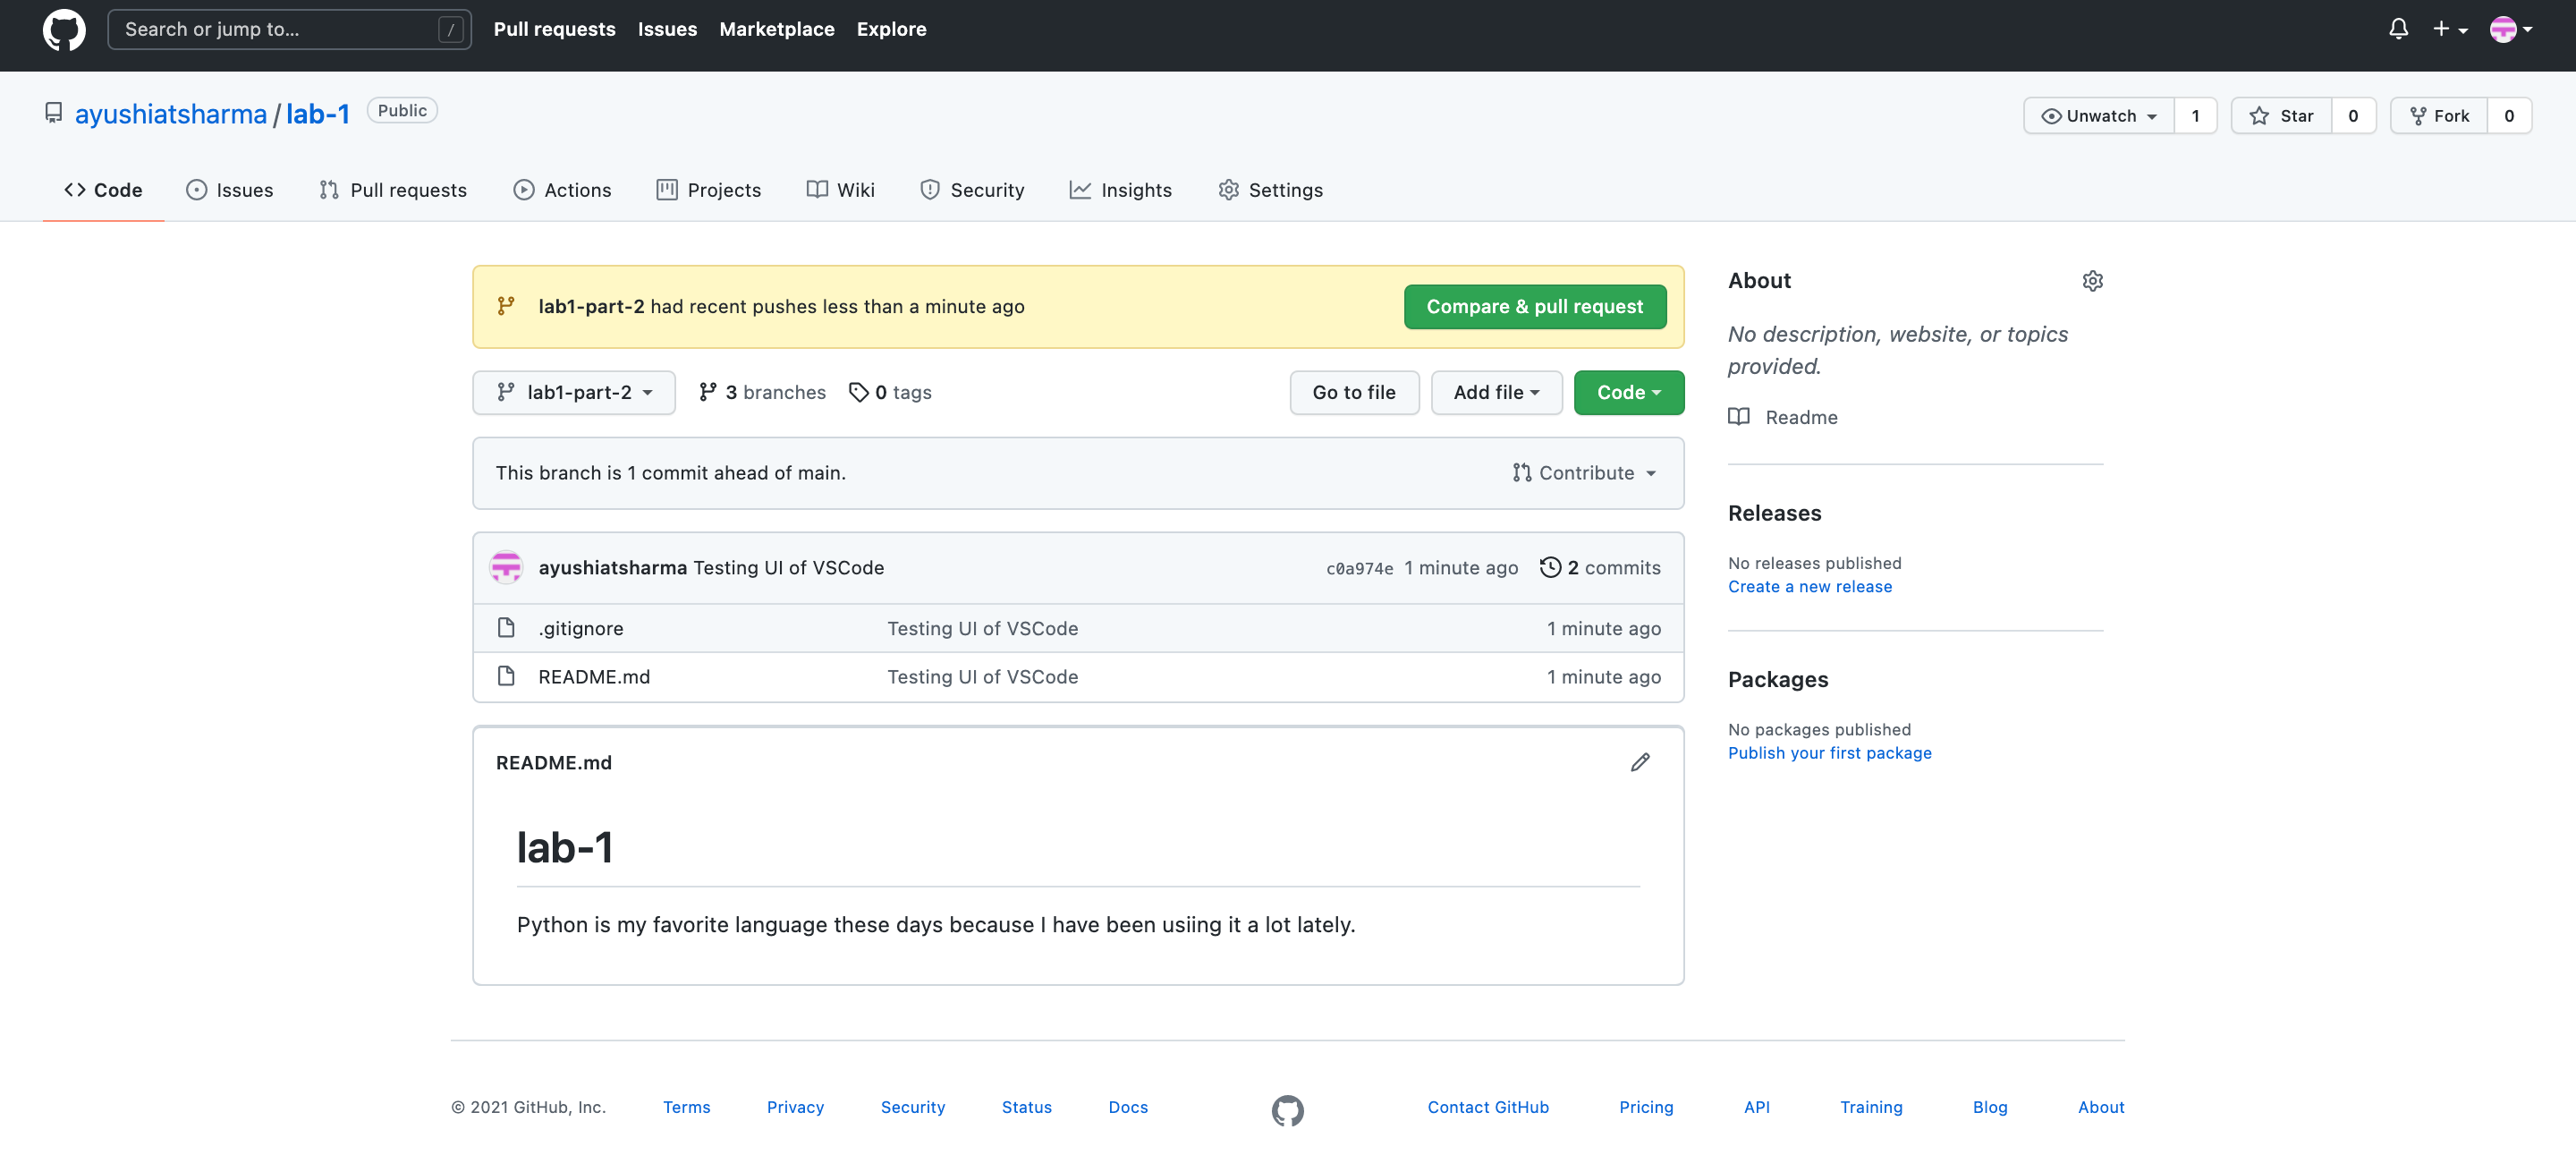 Search or jump to... /
Pull requests Issues Marketplace Explore
ayushiatsharma / lab-1 Public
Unwatch 1 Star 0 Fork 0
Code Issues Pull requests Actions Projects Wiki Security Insights Settings
lab1-part-2 had recent pushes less than a minute ago Compare & pull request
lab1-part-2 3 branches 0 tags Go to file Add file Code
This branch is 1 commit ahead of main. Contribute
ayushiatsharma Testing UI of VSCode c0a974e 1 minute ago 2 commits
.gitignore Testing UI of VSCode 1 minute ago
README.md Testing UI of VSCode 1 minute ago
README.md
lab-1
Python is my favorite language these days because I have been usiing it a lot lately.
About
No description, website, or topics
provided.
Readme
Releases
No releases published
Create a new release
Packages
No packages published
Publish your first package
© 2021 GitHub, Inc. Terms Privacy Security Status Docs Contact GitHub Pricing API Training Blog About